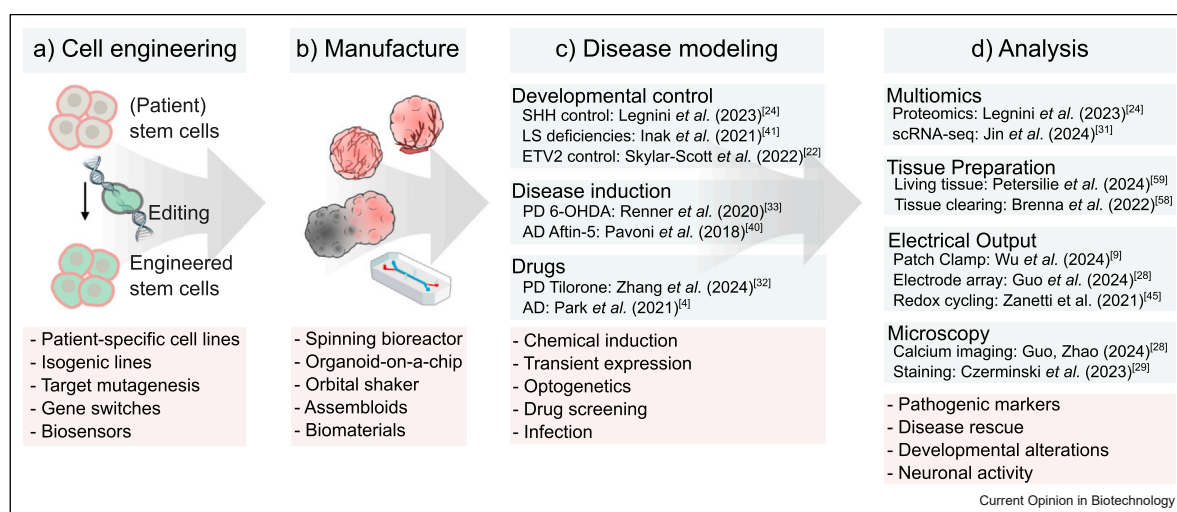 a) Cell engineering
(Patient)
stem cells
Editing
Engineered
stem cells
- Patient-specific cell lines
- Isogenic lines
- Target mutagenesis
- Gene switches
- Biosensors
b) Manufacture
- Spinning bioreactor
- Organoid-on-a-chip
- Orbital shaker
- Assembloids
- Biomaterials
c) Disease modeling
Developmental control
SHH control: Legnini et al. (2023)[24]
LS deficiencies: Inak et al. (2021)[41]
ETV2 control: Skylar-Scott et al. (2022)[22]
Disease induction
PD 6-OHDA: Renner et al. (2020)[33]
AD Aftin-5: Pavoni et al. (2018)[40]
Drugs
PD Tilorone: Zhang et al. (2024)[32]
AD: Park et al. (2021)[4]
- Chemical induction
- Transient expression
- Optogenetics
- Drug screening
- Infection
d) Analysis
Multiomics
Proteomics: Legnini et al. (2023)[24]
scRNA-seq: Jin et al. (2024)[31]
Tissue Preparation
Living tissue: Petersilie et al. (2024)[59]
Tissue clearing: Brenna et al. (2022)[58]
Electrical Output
Patch Clamp: Wu et al. (2024)[9]
Electrode array: Guo et al. (2024)[28]
Redox cycling: Zanetti et al. (2021)[45]
Microscopy
Calcium imaging: Guo, Zhao (2024)[28]
Staining: Czerminski et al. (2023)[29]
- Pathogenic markers
- Disease rescue
- Developmental alterations
- Neuronal activity
Current Opinion in Biotechnology